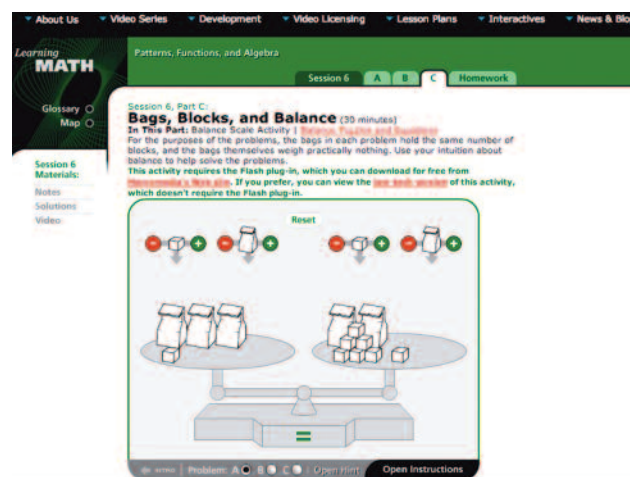 About Us Video Series Development Video Licensing Lesson Plans Interactives News & Blo
Learning
MATH
Patterns, Functions, and Algebra
Session 6 A B C Homework
Glossary
Map
Session 6, Part C:
Bags, Blocks, and Balance (30 minutes)
In This Part: Balance Scale Activity |
For the purposes of the problems, the bags in each problem hold the same number of
blocks, and the bags themselves weigh practically nothing. Use your intuition about
balance to help solve the problems.
This activity requires the Flash plug-in, which you can download for free from
. If you prefer, you can view the of this activity,
which doesn't require the Flash plug-in.
Session 6
Materials:
Notes
Solutions
Video
Reset
=
Problem: A B C | Open Hint Open Instructions